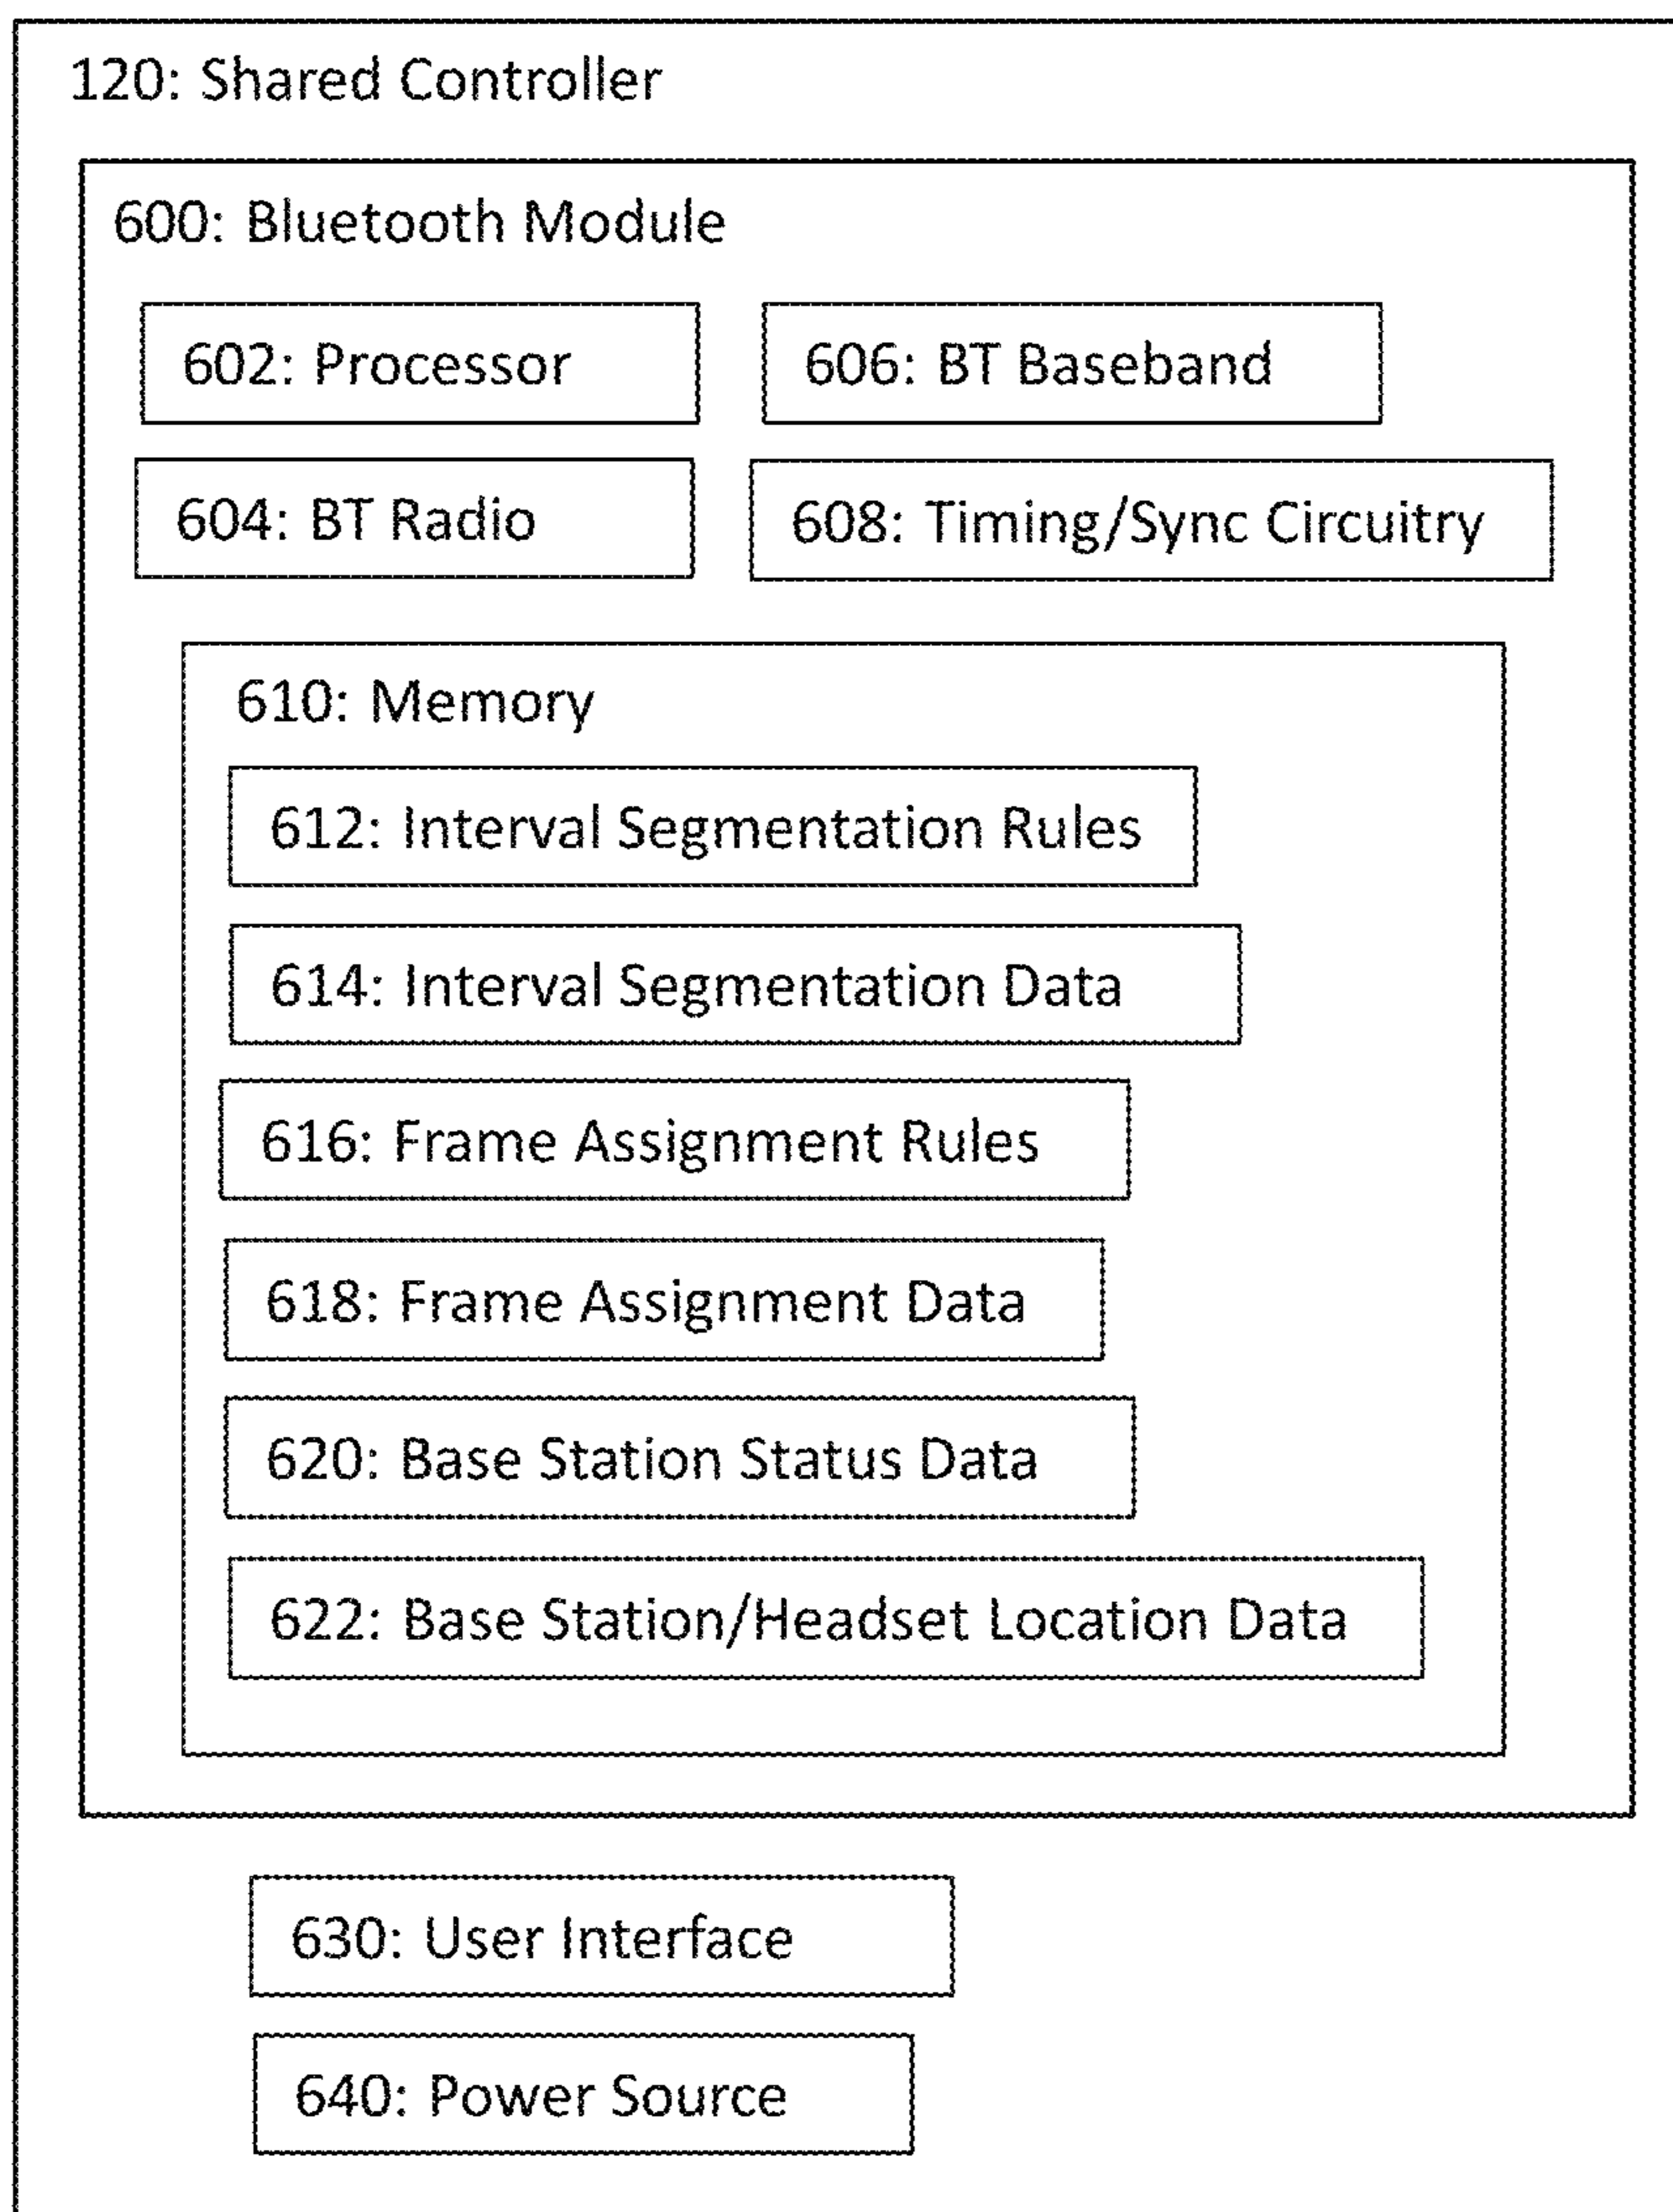 120: Shared Controller
600: Bluetooth Module
602: Processor
606: BT Baseband
604: BT Radio
608: Timing/Sync Circuitry
610: Memory
612: Interval Segmentation Rules
614: Interval Segmentation Data
616: Frame Assignment Rules
618: Frame Assignment Data
620: Base Station Status Data
622: Base Station/Headset Location Data
630: User Interface
640: Power Source